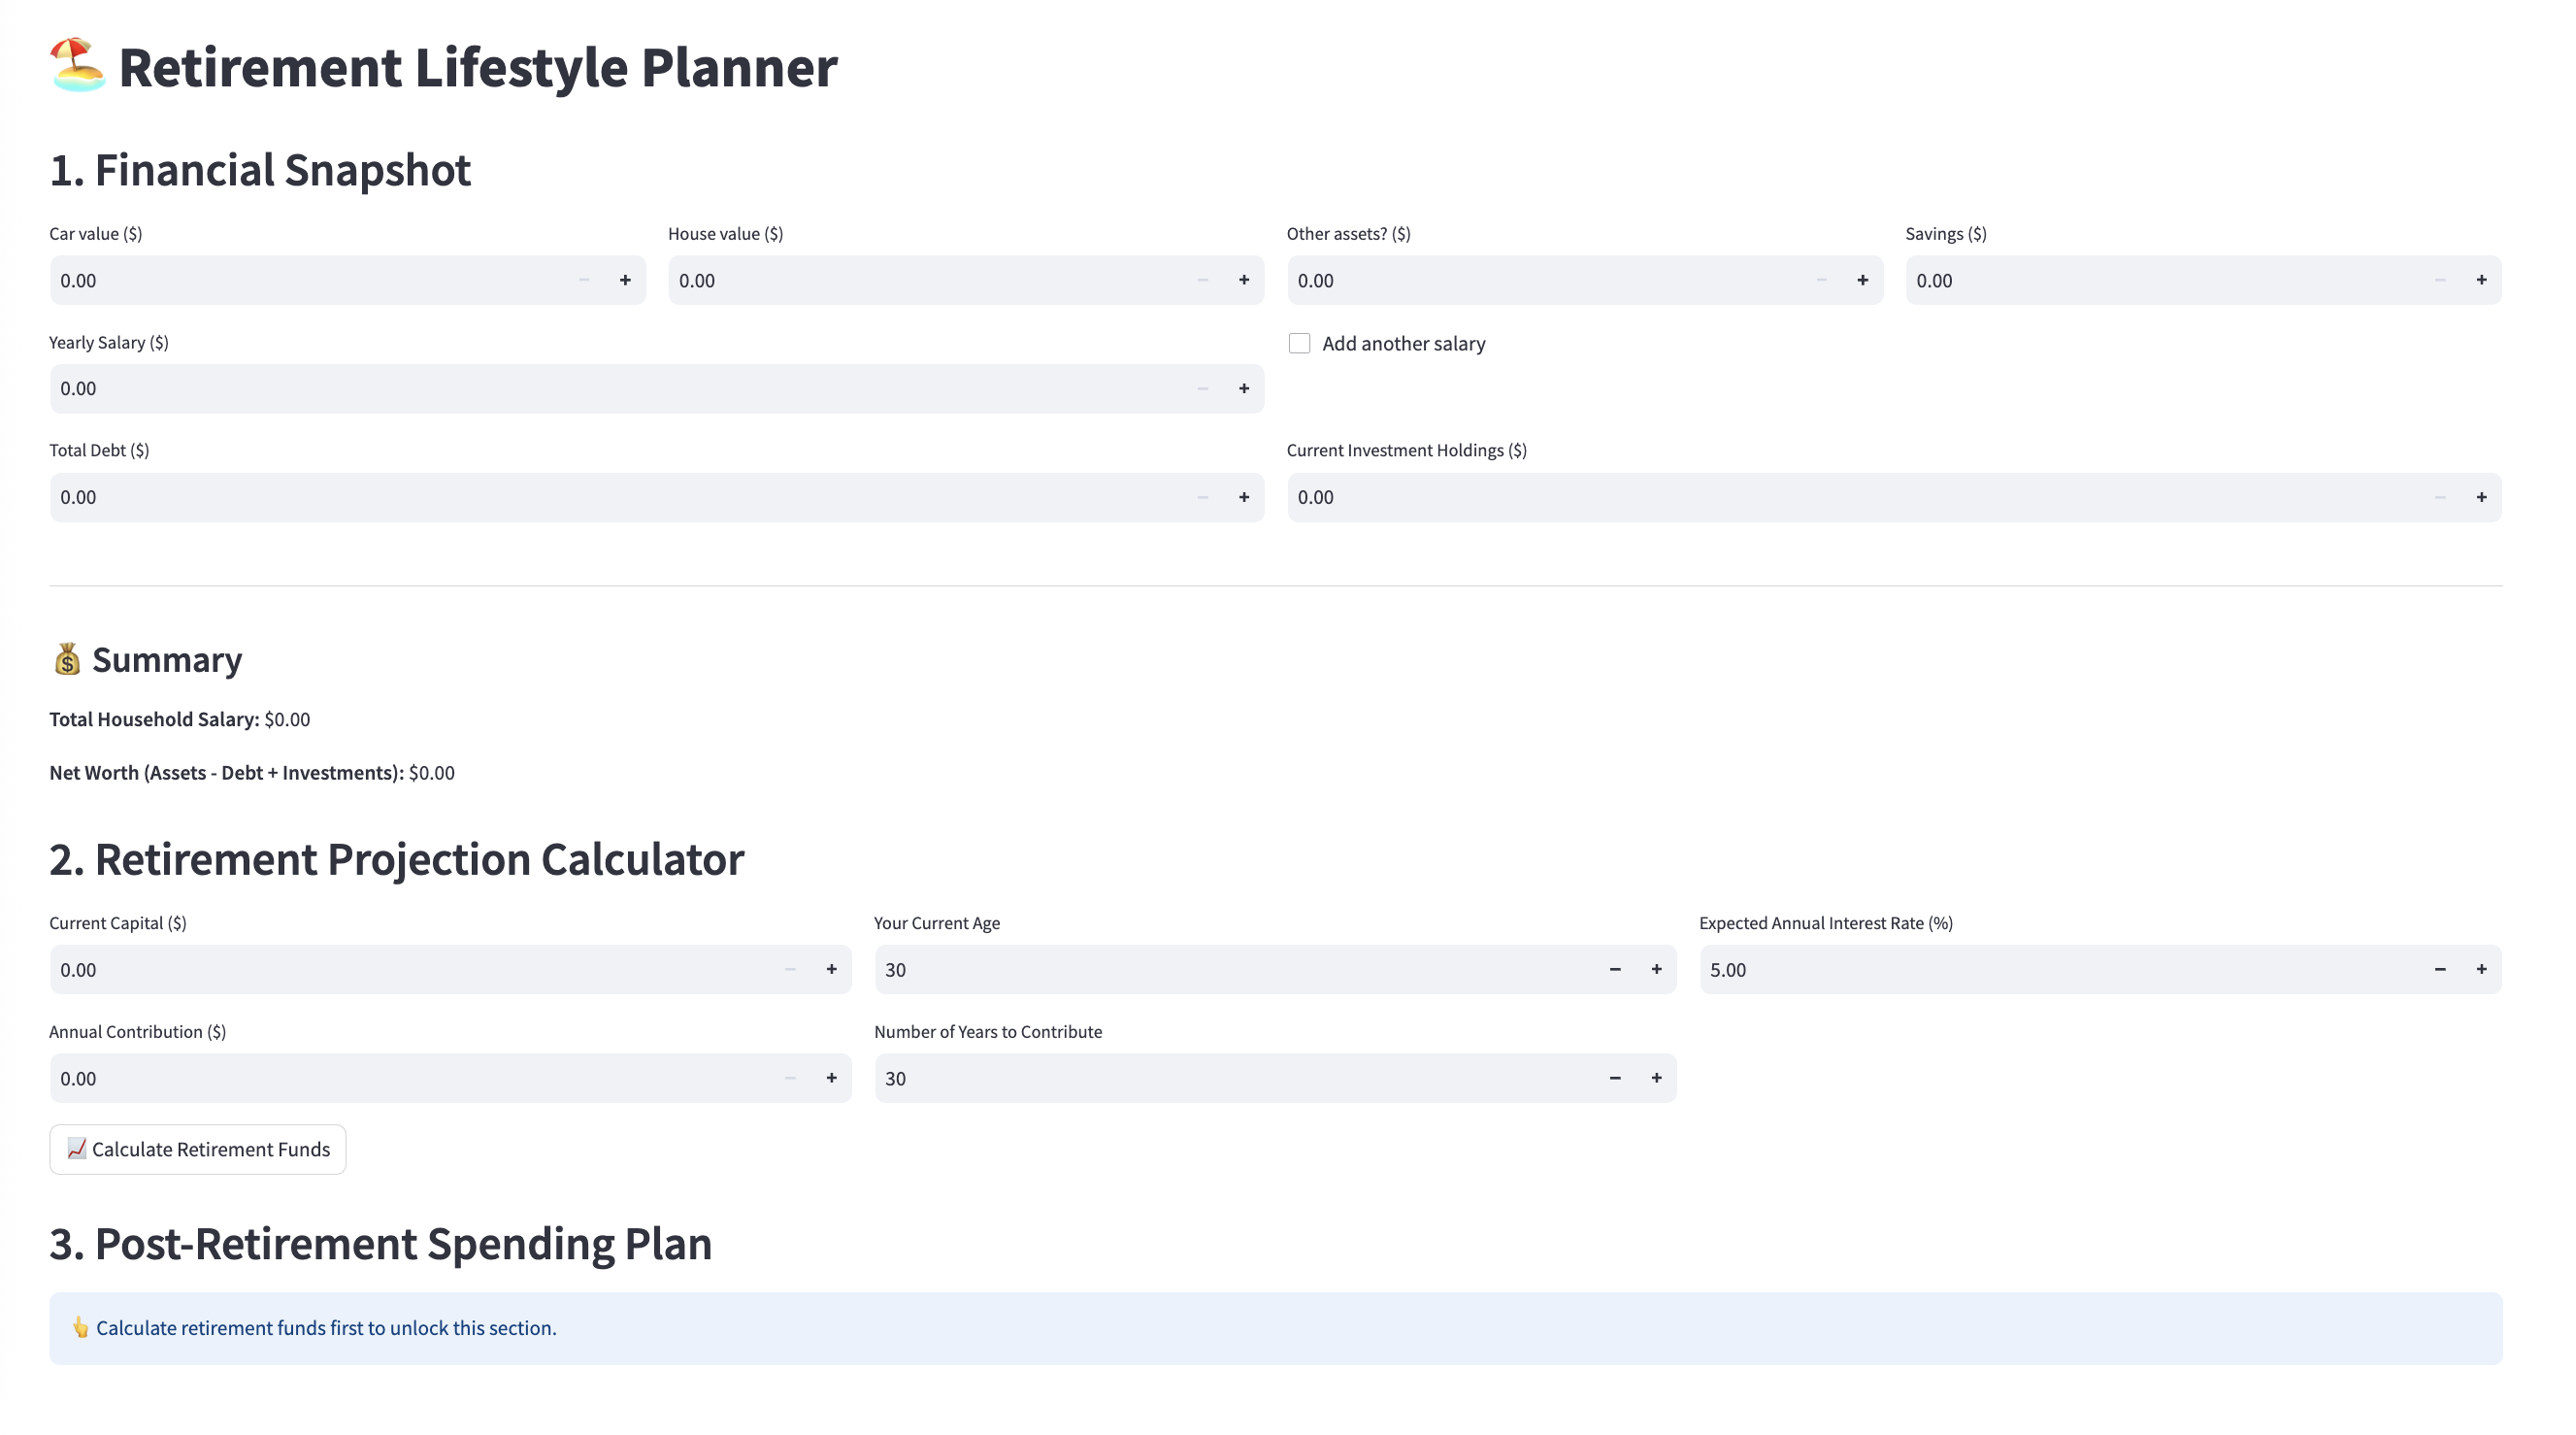 Retirement Lifestyle Planner
1. Financial Snapshot
Car value ($)
House value ($)
Other assets? ($)
Savings ($)
0.00
0.00
0.00
0.00
Yearly Salary ($)
Add another salary
0.00
Total Debt ($)
Current Investment Holdings ($)
0.00
0.00
Summary
Total Household Salary: $0.00
Net Worth (Assets - Debt + Investments): $0.00
2. Retirement Projection Calculator
Current Capital ($)
Your Current Age
Expected Annual Interest Rate (%)
0.00
30
5.00
Annual Contribution ($)
Number of Years to Contribute
0.00
30
Calculate Retirement Funds
3. Post-Retirement Spending Plan
Calculate retirement funds first to unlock this section.